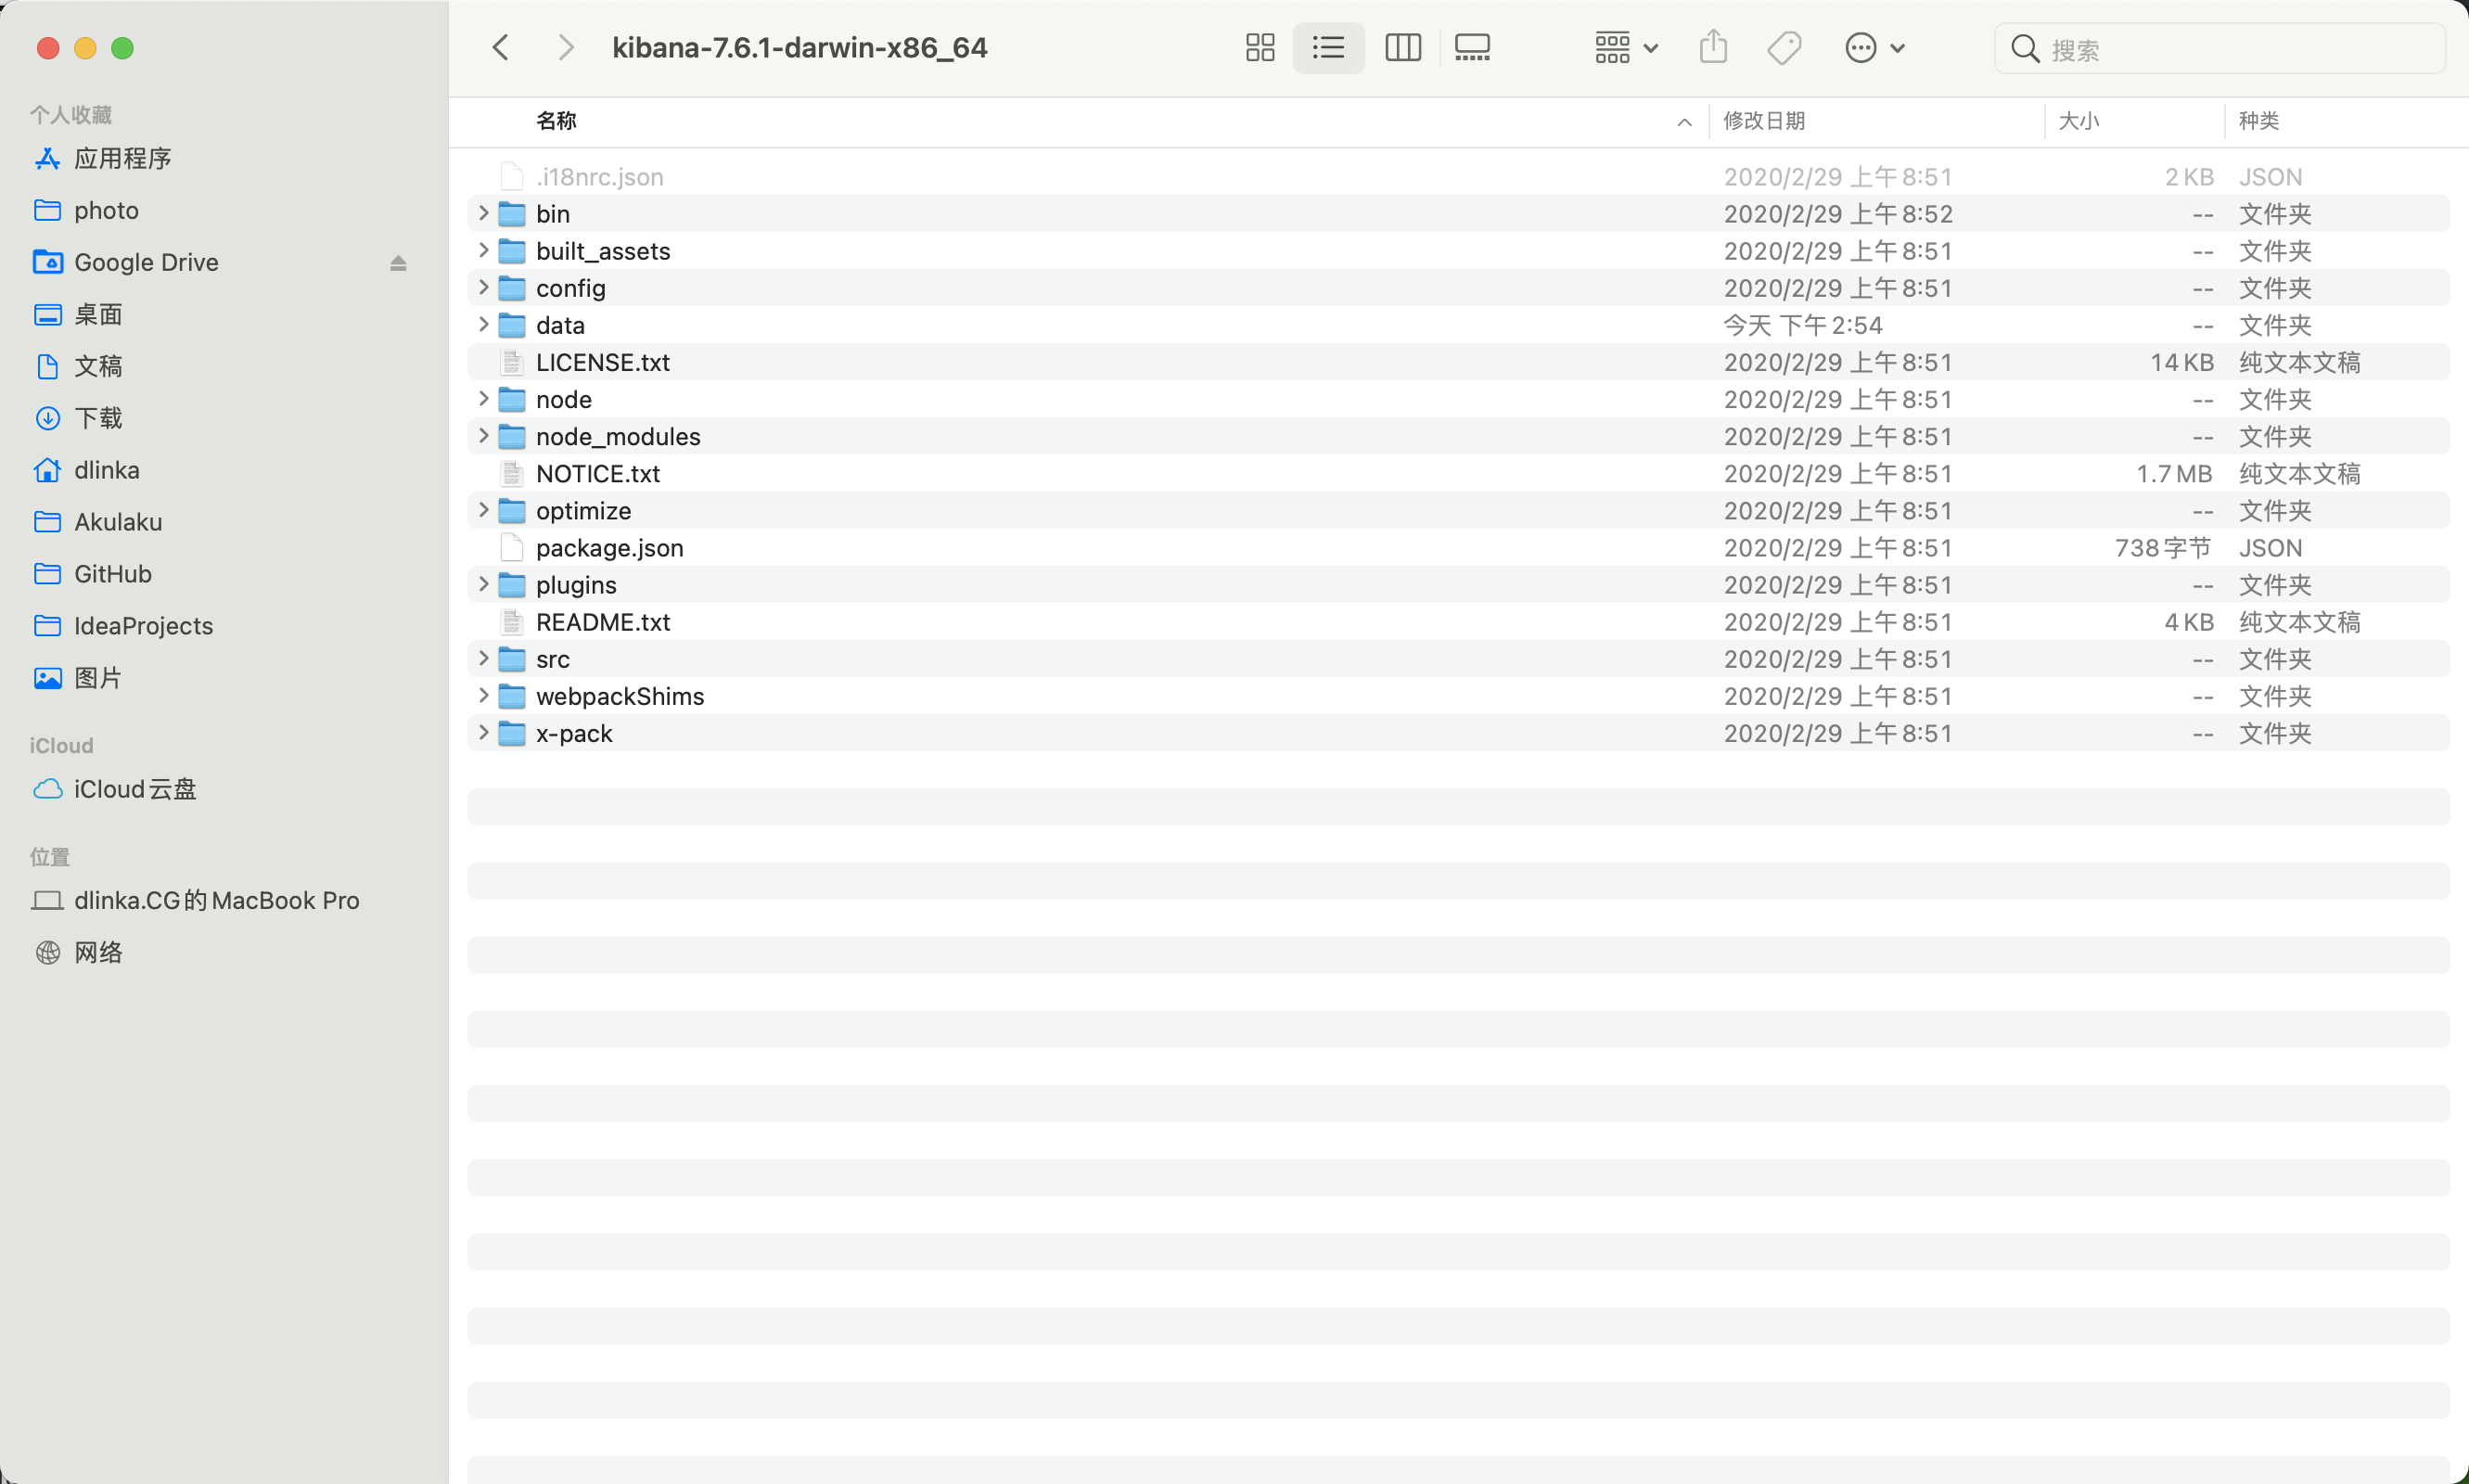 kibana-7.6.1-darwin-x86_64
搜索
个人收藏
应用程序
photo
Google Drive
桌面
文稿
下载
dlinka
Akulaku
GitHub
IdeaProjects
图片
iCloud
iCloud云盘
位置
dlinka.CG的MacBook Pro
网络
名称 修改日期 大小 种类
.i18nrc.json 2020/2/29 上午8:51 2 KB JSON
bin 2020/2/29 上午8:52 -- 文件夹
built_assets 2020/2/29 上午8:51 -- 文件夹
config 2020/2/29 上午8:51 -- 文件夹
data 今天 下午2:54 -- 文件夹
LICENSE.txt 2020/2/29 上午8:51 14 KB 纯文本文稿
node 2020/2/29 上午8:51 -- 文件夹
node_modules 2020/2/29 上午8:51 -- 文件夹
NOTICE.txt 2020/2/29 上午8:51 1.7 MB 纯文本文稿
optimize 2020/2/29 上午8:51 -- 文件夹
package.json 2020/2/29 上午8:51 738字节 JSON
plugins 2020/2/29 上午8:51 -- 文件夹
README.txt 2020/2/29 上午8:51 4 KB 纯文本文稿
src 2020/2/29 上午8:51 -- 文件夹
webpackShims 2020/2/29 上午8:51 -- 文件夹
x-pack 2020/2/29 上午8:51 -- 文件夹